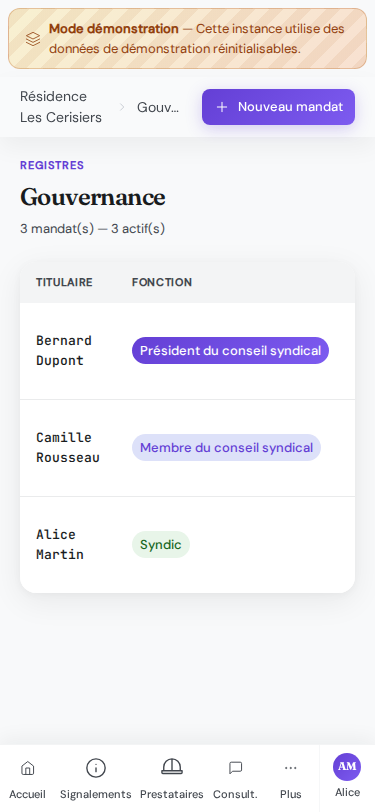 Mode démonstration — Cette instance utilise des
données de démonstration réinitialisables.
Résidence
Les Cerisiers
Gouv...
Nouveau mandat
REGISTRES
Gouvernance
3 mandat(s) — 3 actif(s)
TITULAIRE FONCTION
Bernard
Dupont
Président du conseil syndical
Camille
Rousseau
Membre du conseil syndical
Alice
Martin
Syndic
AM
Accueil Signalements Prestataires Consult. Plus Alice